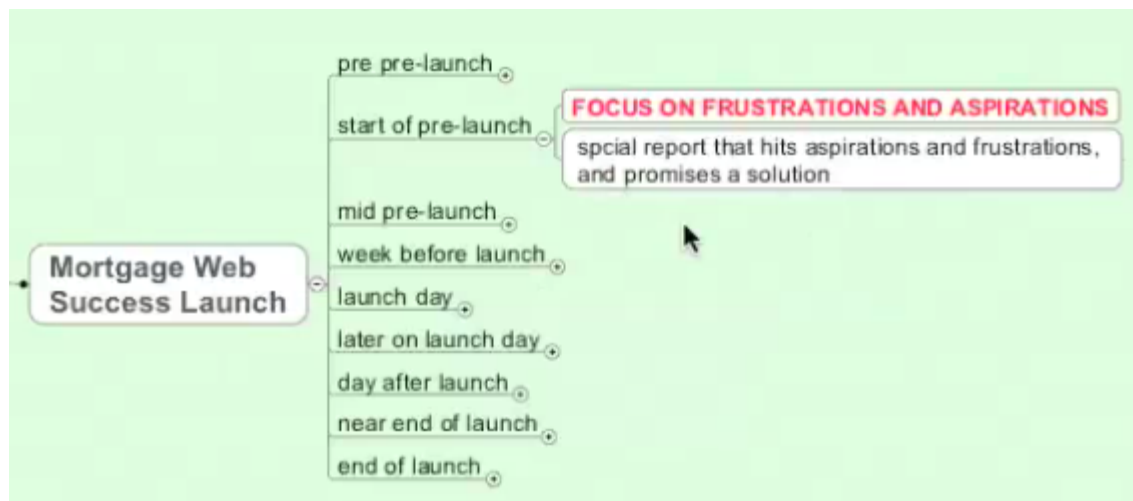 Mortgage Web
Success Launch
pre pre-launch
start of pre-launch
FOCUS ON FRUSTRATIONS AND ASPIRATIONS
spcial report that hits aspirations and frustrations,
and promises a solution
mid pre-launch
week before launch
launch day
later on launch day
day after launch
near end of launch
end of launch